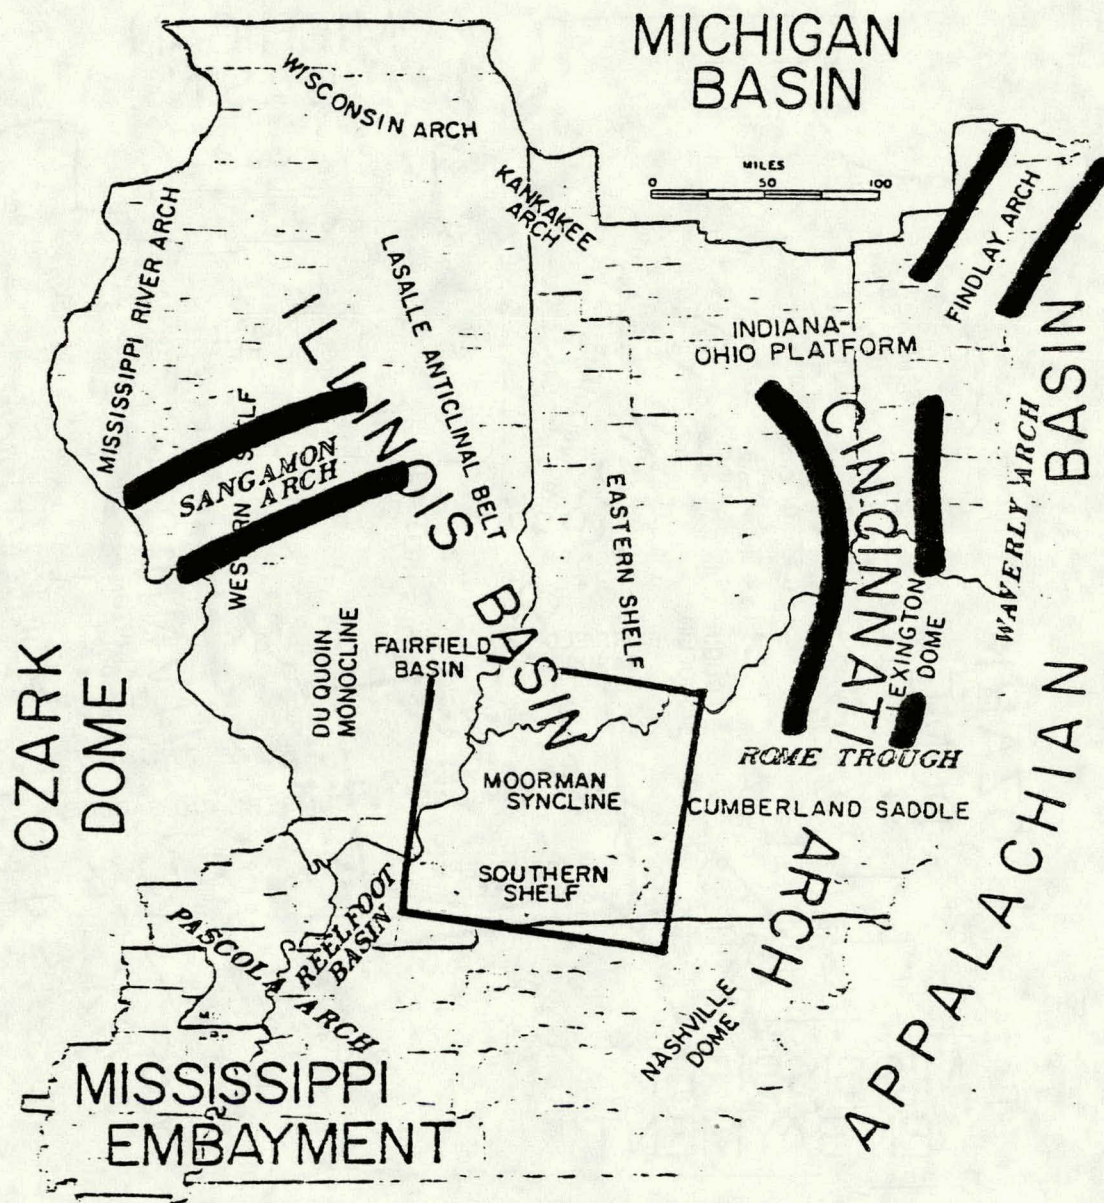 MICHIGAN
BASIN
WISCONSIN ARCH
MILES
0 50 100
KANKAKEE
ARCH
MISSISSIPPI RIVER ARCH
LASALLE ANTICLINAL BELT
FINDLAY ARCH
INDIANA-
OHIO PLATFORM
ILLINOIS BASIN
SANGAMON
ARCH
WESTERN SHELF
CINCINNATI ARCH
WAVERLY ARCH
APPALACHIAN BASIN
EASTERN SHELF
LEXINGTON
DOME
OZARK
DOME
DU QUOIN
MONOCLINE
FAIRFIELD
BASIN
ROME TROUGH
MOORMAN
SYNCLINE
CUMBERLAND SADDLE
SOUTHERN
SHELF
REELFOOT
BASIN
PASCOLA ARCH
NASHVILLE
DOME
MISSISSIPPI
EMBAYMENT